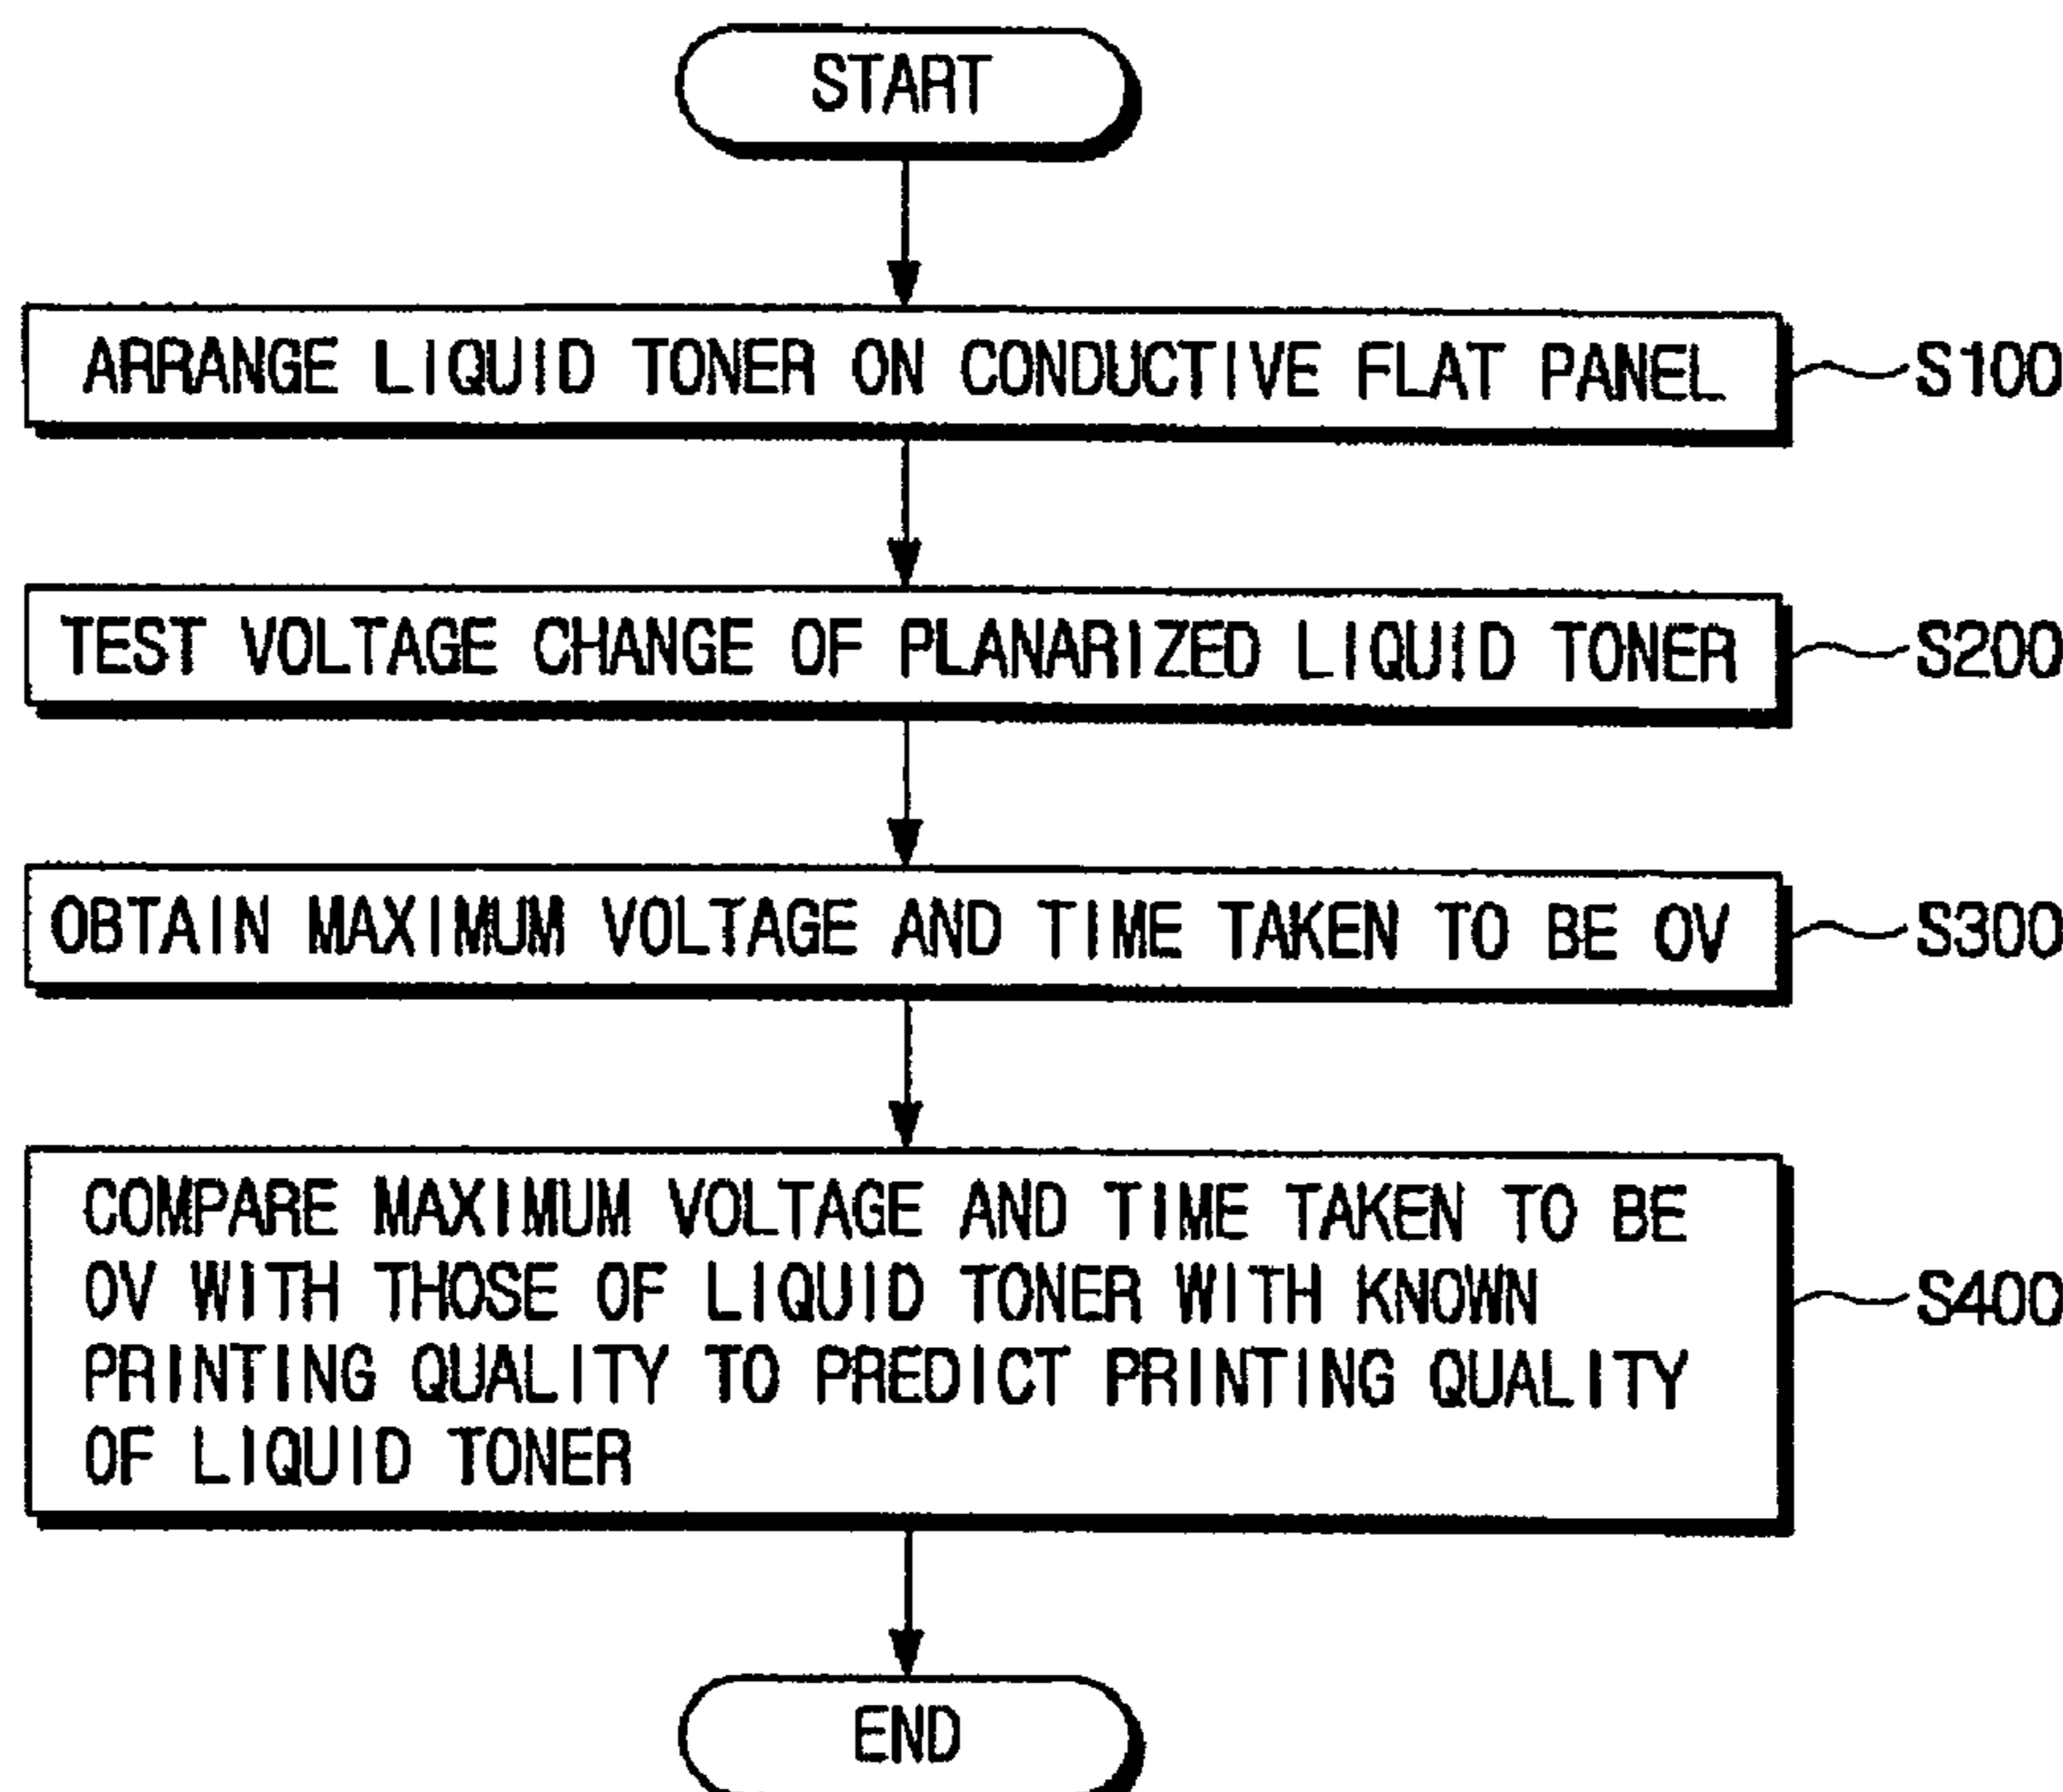 START
ARRANGE LIQUID TONER ON CONDUCTIVE FLAT PANEL
S100
TEST VOLTAGE CHANGE OF PLANARIZED LIQUID TONER
S200
OBTAIN MAXIMUM VOLTAGE AND TIME TAKEN TO BE 0V
S300
COMPARE MAXIMUM VOLTAGE AND TIME TAKEN TO BE
0V WITH THOSE OF LIQUID TONER WITH KNOWN
PRINTING QUALITY TO PREDICT PRINTING QUALITY
OF LIQUID TONER
S400
END